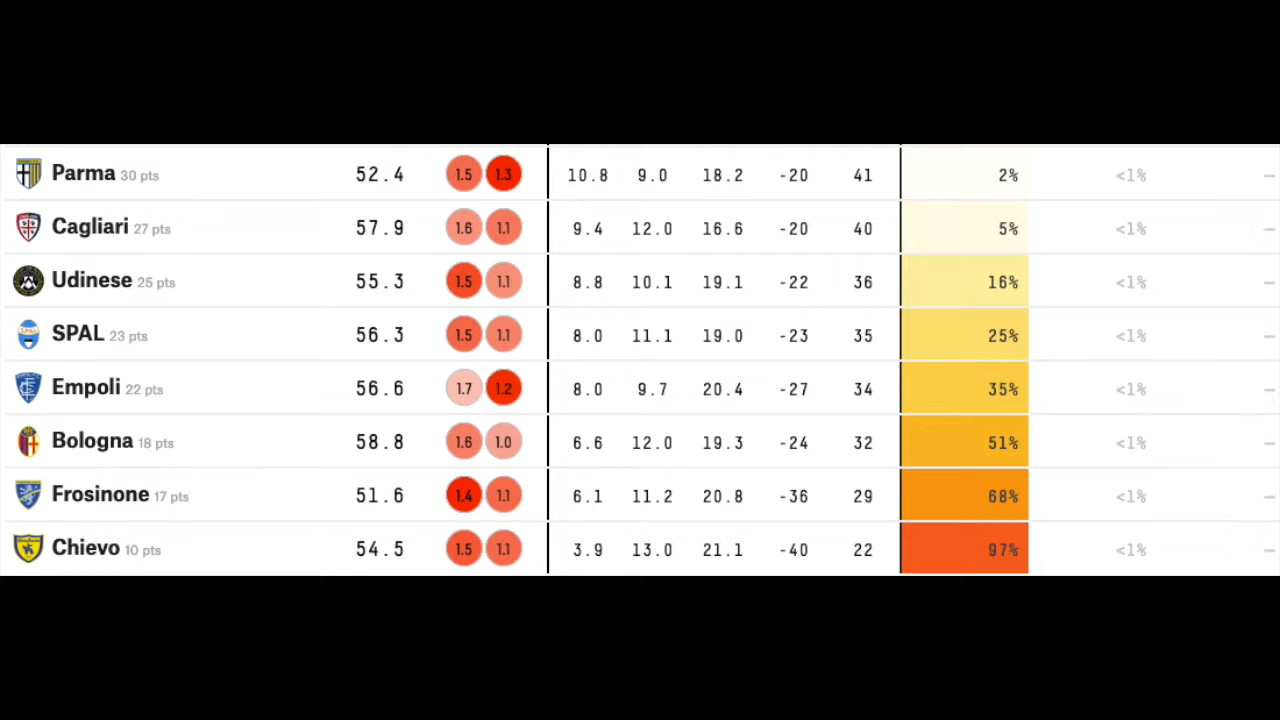 Parma 30 pts 52.4 1.5 1.3 10.8 9.0 18.2 -20 41 2% <1% –
Cagliari 27 pts 57.9 1.6 1.1 9.4 12.0 16.6 -20 40 5% <1% –
Udinese 25 pts 55.3 1.5 1.1 8.8 10.1 19.1 -22 36 16% <1% –
SPAL 23 pts 56.3 1.5 1.1 8.0 11.1 19.0 -23 35 25% <1% –
Empoli 22 pts 56.6 1.7 1.2 8.0 9.7 20.4 -27 34 35% <1% –
Bologna 18 pts 58.8 1.6 1.0 6.6 12.0 19.3 -24 32 51% <1% –
Frosinone 17 pts 51.6 1.4 1.1 6.1 11.2 20.8 -36 29 68% <1% –
Chievo 10 pts 54.5 1.5 1.1 3.9 13.0 21.1 -40 22 97% <1% –